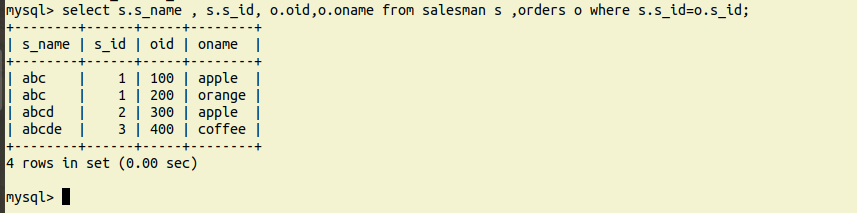 mysql> select s.s_name , s.s_id, o.oid,o.oname from salesman s ,orders o where s.s_id=o.s_id;
+--------+------+-----+--------+
| s_name | s_id | oid | oname  |
+--------+------+-----+--------+
| abc    |    1 | 100 | apple  |
| abc    |    1 | 200 | orange |
| abcd   |    2 | 300 | apple  |
| abcde  |    3 | 400 | coffee |
+--------+------+-----+--------+
4 rows in set (0.00 sec)
mysql>